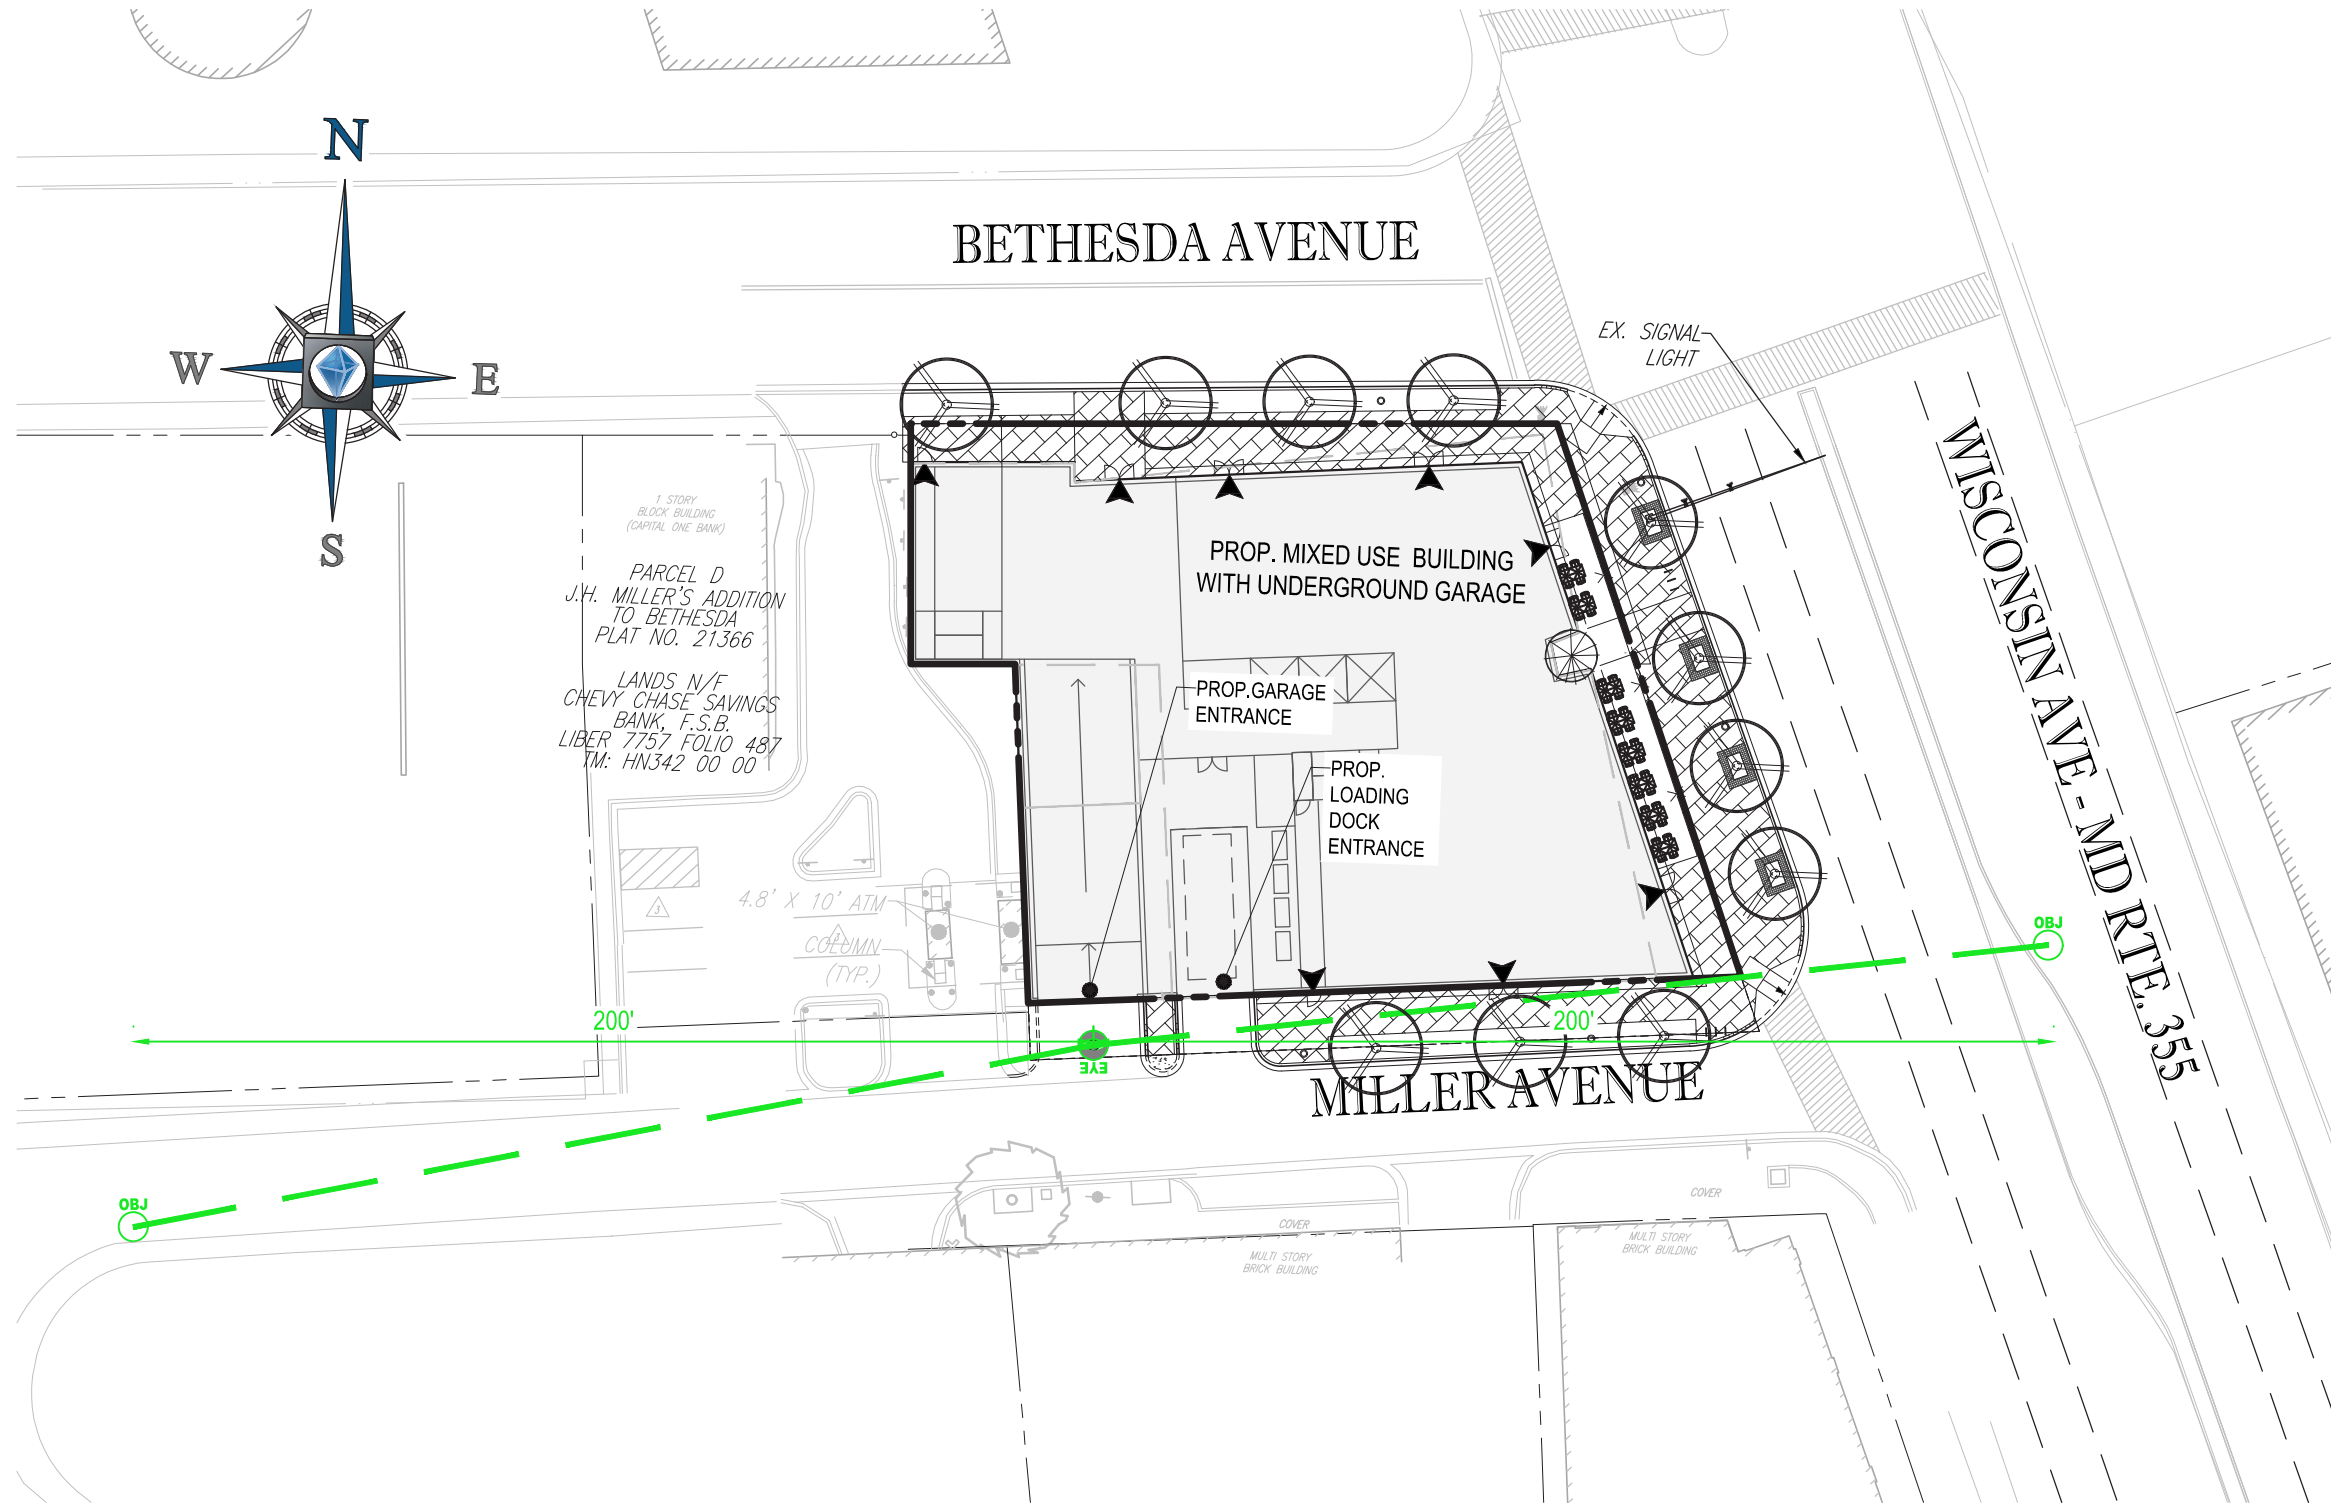 N
W
E
S
BETHESDA AVENUE
EX. SIGNAL
LIGHT
WISCONSIN AVE - MD RTE. 355
1 STORY
BLOCK BUILDING
(CAPITAL ONE BANK)
PARCEL D
J.H. MILLER'S ADDITION
TO BETHESDA
PLAT NO. 21366
LANDS N/F
CHEVY CHASE SAVINGS
BANK, F.S.B.
LIBER 7757 FOLIO 487
TM: HN342 00 00
PROP. MIXED USE BUILDING
WITH UNDERGROUND GARAGE
PROP.GARAGE
ENTRANCE
PROP.
LOADING
DOCK
ENTRANCE
4.8' X 10' ATM
3
3
COLUMN
(TYP.)
OBJ
200'
200'
EYE
MILLER AVENUE
OBJ
COVER
COVER
MULTI STORY
BRICK BUILDING
MULTI STORY
BRICK BUILDING